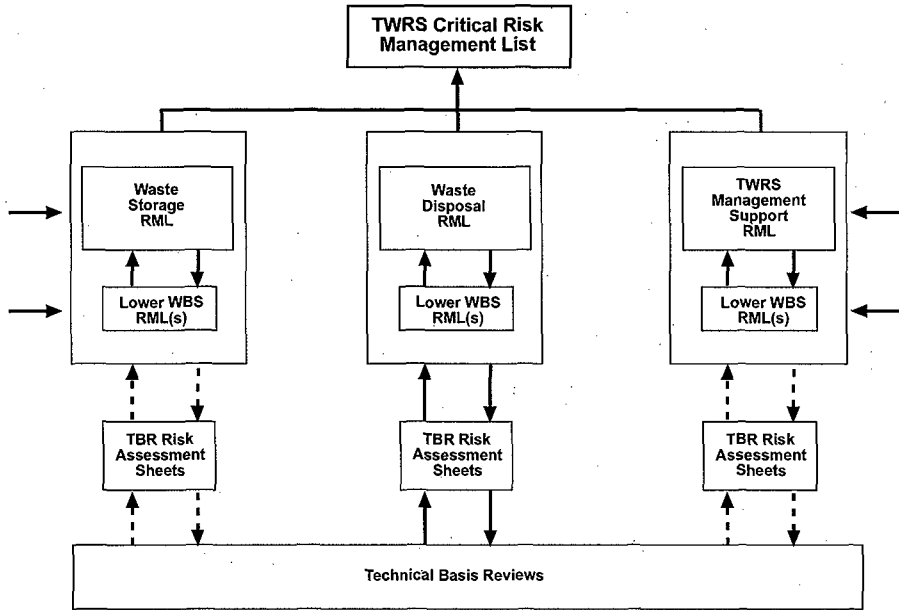 TWRS Critical Risk
Management List
Waste
Storage
RML
Waste
Disposal
RML
TWRS
Management
Support
RML
Lower WBS
RML(s)
Lower WBS
RML(s)
Lower WBS
RML(s)
TBR Risk
Assessment
Sheets
TBR Risk
Assessment
Sheets
TBR Risk
Assessment
Sheets
Technical Basis Reviews